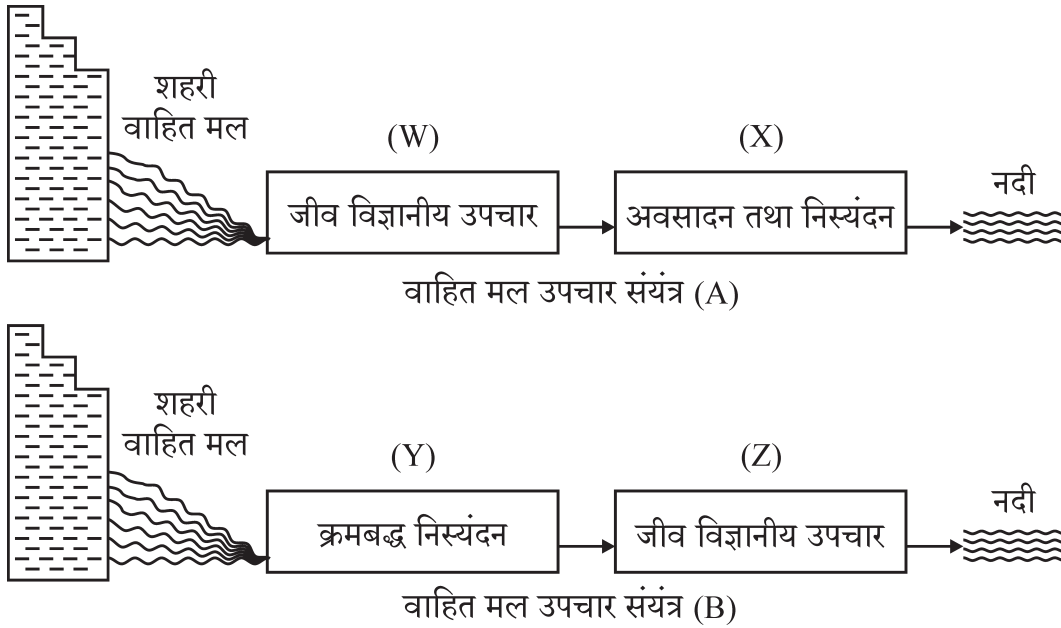 शहरी
वाहित मल
(W)
(X)
जीव विज्ञानीय उपचार
अवसादन तथा निस्यंदन
नदी
वाहित मल उपचार संयंत्र (A)
शहरी
वाहित मल
(Y)
(Z)
क्रमबद्ध निस्यंदन
जीव विज्ञानीय उपचार
नदी
वाहित मल उपचार संयंत्र (B)